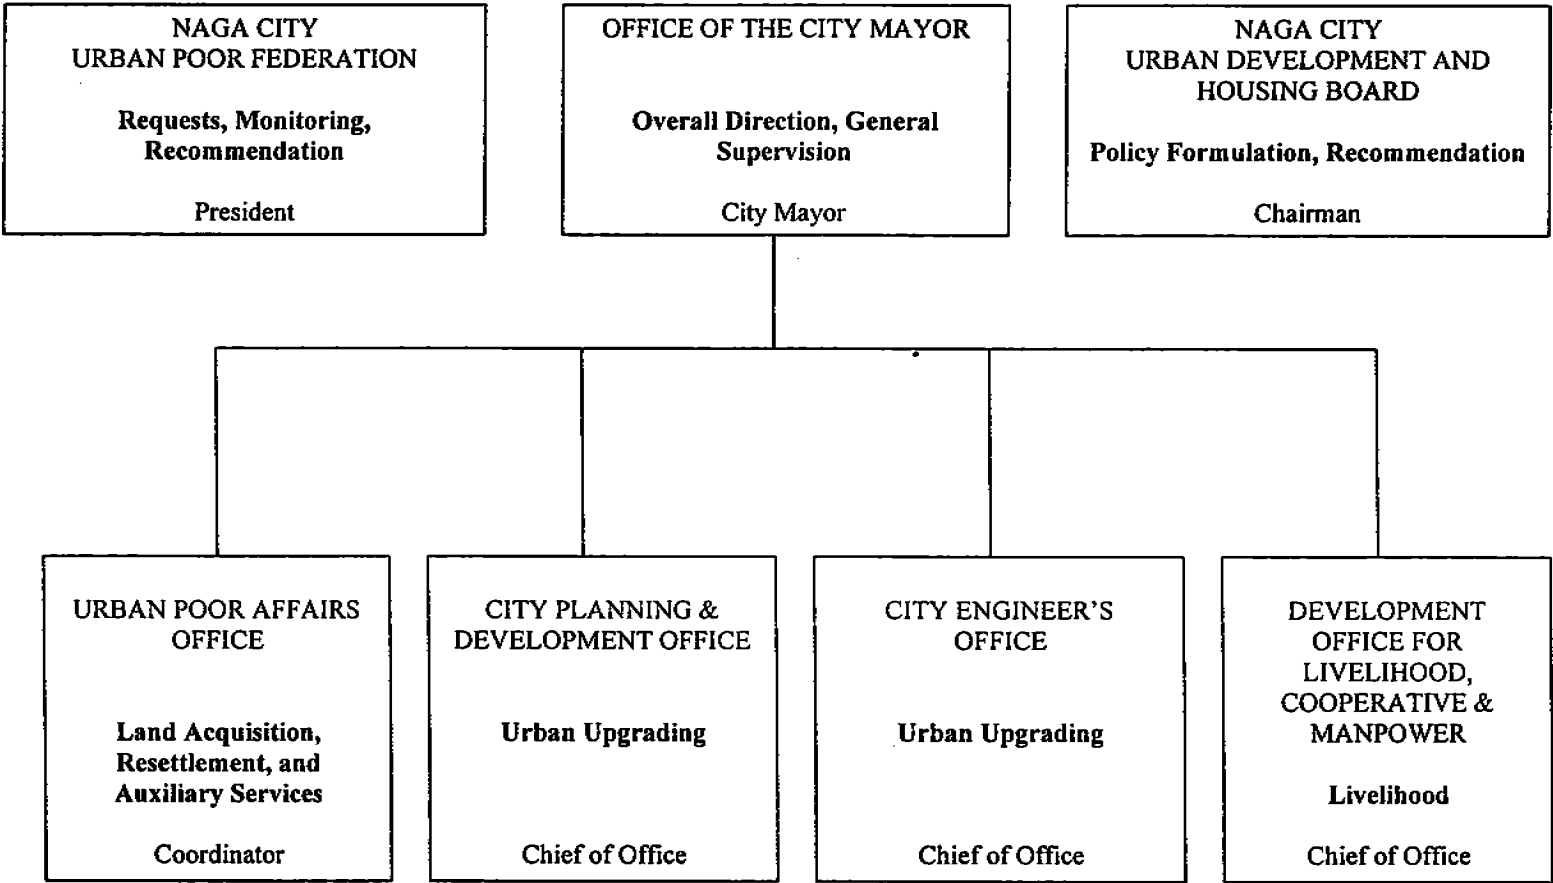 NAGA CITY
URBAN POOR FEDERATION
Requests, Monitoring,
Recommendation
President
OFFICE OF THE CITY MAYOR
Overall Direction, General
Supervision
City Mayor
NAGA CITY
URBAN DEVELOPMENT AND
HOUSING BOARD
Policy Formulation, Recommendation
Chairman
URBAN POOR AFFAIRS
OFFICE
Land Acquisition,
Resettlement, and
Auxiliary Services
Coordinator
CITY PLANNING &
DEVELOPMENT OFFICE
Urban Upgrading
Chief of Office
CITY ENGINEER'S
OFFICE
Urban Upgrading
Chief of Office
DEVELOPMENT
OFFICE FOR
LIVELIHOOD,
COOPERATIVE &
MANPOWER
Livelihood
Chief of Office